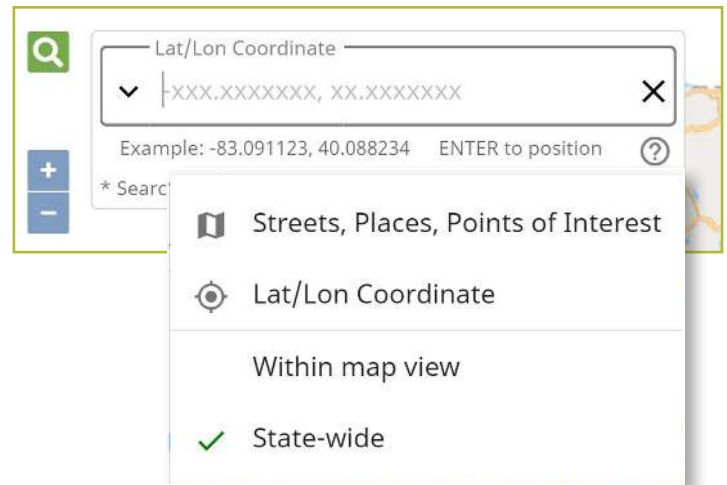 Lat/Lon Coordinate
-xxx.xxxxxxx, xx.xxxxxxx
Example: -83.091123, 40.088234 ENTER to position
* Searc
Streets, Places, Points of Interest
Lat/Lon Coordinate
Within map view
State-wide